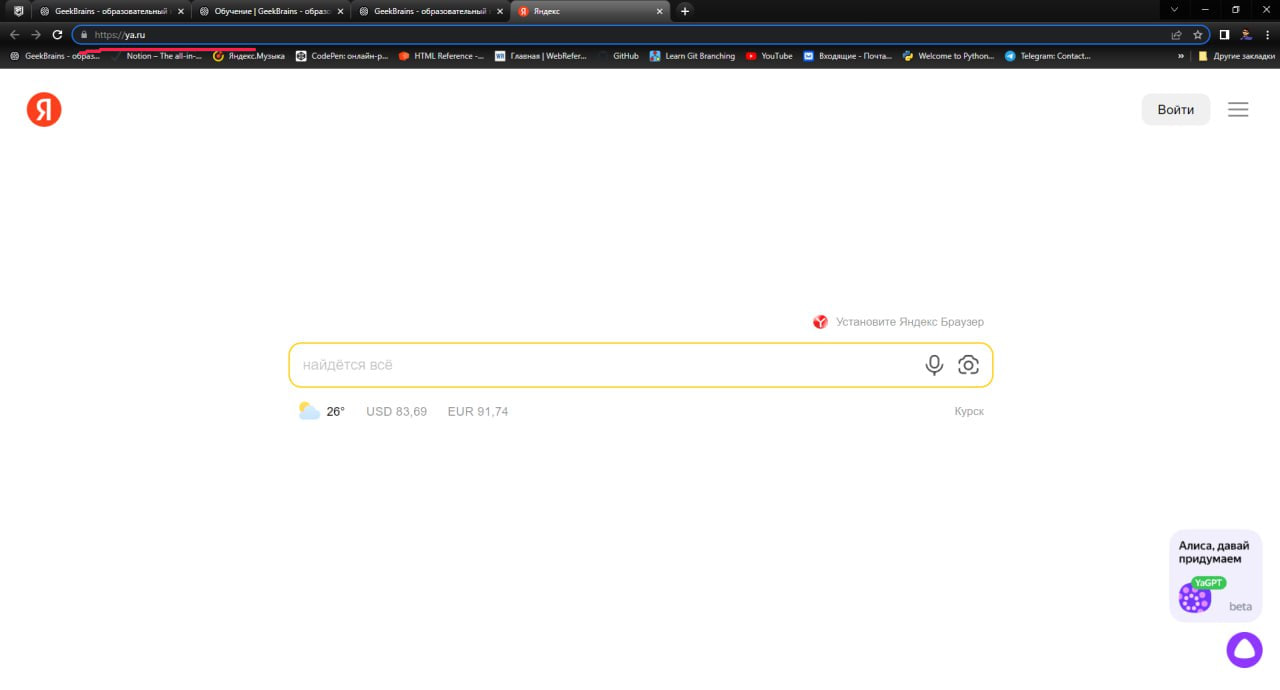 GeekBrains - образовательный
Обучение | GeekBrains - образо
GeekBrains - образовательный
Яндекс
https://ya.ru
GeekBrains - образ...
Notion – The all-in-...
Яндекс.Музыка
CodePen: онлайн-р...
HTML Reference -...
Главная | WebRefer...
GitHub
Learn Git Branching
YouTube
Входящие - Почта...
Welcome to Python...
Telegram: Contact...
»
Другие закладки
Я
Войти
Установите Яндекс Браузер
найдётся всё
26°
USD 83,69
EUR 91,74
Курск
Алиса, давай
придумаем
YaGPT
beta